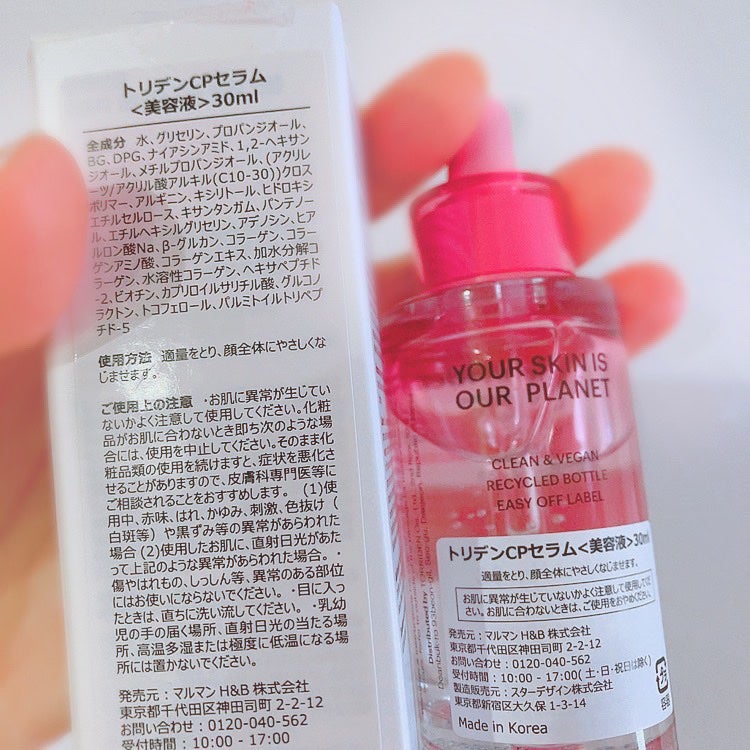 トリデンCPセラム
<美容液>30ml
全成分 水、グリセリン、プロパンジオール、
BG、DPG、ナイアシンアミド、1,2-ヘキサン
ジオール、メチルプロパンジオール、(アクリル
ーツ/アクリル酸アルキル(C10-30))クロス
ポリマー、アルギニン、キシリトール、ヒドロキシ
エチルセルロース、キサンタンガム、パンテノー
ル、エチルヘキシルグリセリン、アデノシン、ヒア
ルロン酸Na、β-グルカン、コラーゲン、コラー
ゲンアミノ酸、コラーゲンエキス、加水分解コ
ラーゲン、水溶性コラーゲン、ヘキサペプチド
-2、ビオチン、カプリロイルサリチル酸、グルコノ
ラクトン、トコフェロール、パルミトイルトリペプ
チド-5
使用方法 適量をとり、顔全体にやさしくな
じませます。
ご使用上の注意 ・お肌に異常が生じてい
ないかよく注意して使用してください。化粧
品がお肌に合わないとき即ち次のような場
合には、使用を中止してください。そのまま化
粧品類の使用を続けますと、症状を悪化さ
せることがありますので、皮膚科専門医等に
ご相談されることをおすすめします。 (1)使
用中、赤味、はれ、かゆみ、刺激、色抜け(
白斑等)や黒ずみ等の異常があらわれた
場合 (2)使用したお肌に、直射日光があた
って上記のような異常があらわれた場合。・
傷やはれもの、しっしん等、異常のある部位
にはお使いにならないでください。・目に入っ
たときは、直ちに洗い流してください。・乳幼
児の手の届く場所、直射日光の当たる場
所、高温多湿または極度に低温になる場
所には置かないでください。
発売元：マルマンH&B 株式会社
東京都千代田区神田司町 2-2-12
お問い合わせ：0120-040-562
受付時間：10:00 - 17:00
YOUR SKIN IS
OUR PLANET
CLEAN & VEGAN
RECYCLED BOTTLE
EASY OFF LABEL
トリデンCPセラム<美容液>30ml
適量をとり、顔全体にやさしくなじませます。
お肌に異常が生じていないかよく注意して使用してくだ
さい。お肌に合わないときは、ご使用をおやめください。
発売元：マルマン H&B 株式会社
東京都千代田区神田司町 2-2-12
お問い合わせ：0120-040-562
受付時間：10:00 - 17:00(土・日・祝日は除く)
製造販売元：スターデザイン株式会社
東京都新宿区大久保 1-3-14
Made in Korea